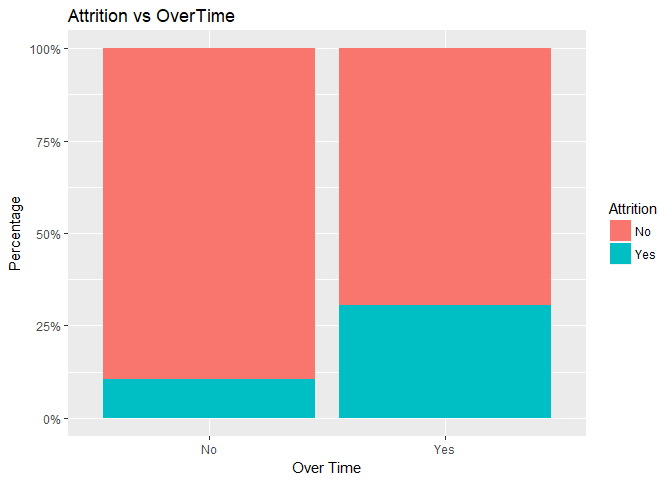 Attrition vs OverTime
100%
75%
50%
25%
0%
Percentage
No
Yes
Over Time
Attrition
No
Yes